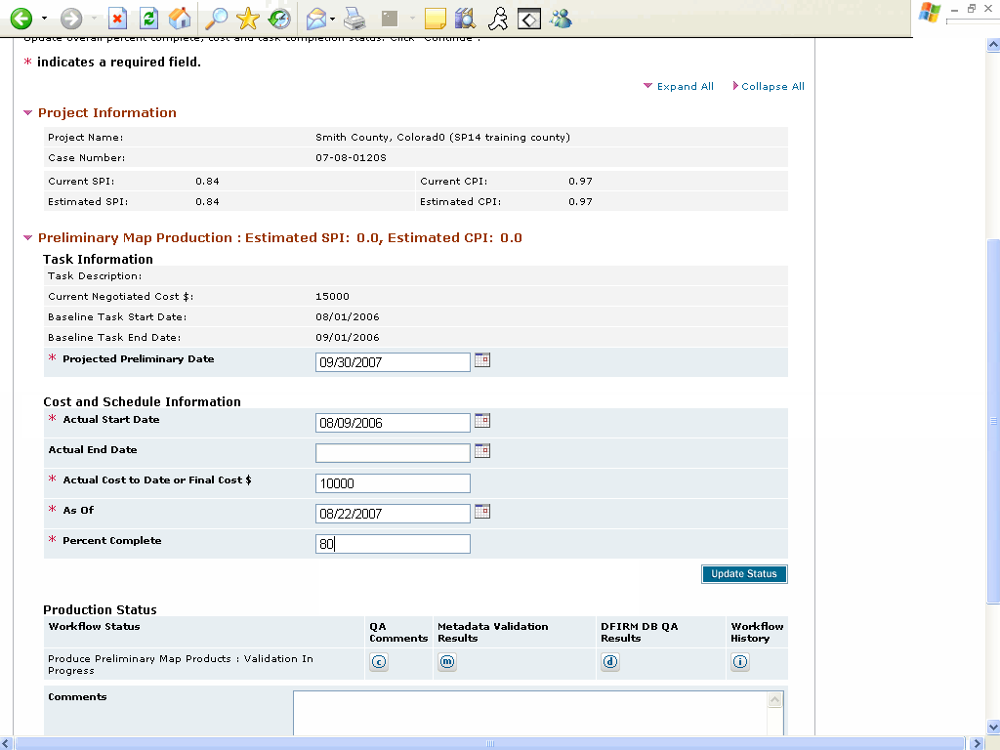 Update overall percent complete, cost and task completion status. Click "Continue".
* indicates a required field.
Expand All Collapse All
Project Information
Project Name: Smith County, Colorad0 (SP14 training county)
Case Number: 07-08-0120S
Current SPI: 0.84 Current CPI: 0.97
Estimated SPI: 0.84 Estimated CPI: 0.97
Preliminary Map Production : Estimated SPI: 0.0, Estimated CPI: 0.0
Task Information
Task Description:
Current Negotiated Cost $: 15000
Baseline Task Start Date: 08/01/2006
Baseline Task End Date: 09/01/2006
* Projected Preliminary Date 09/30/2007
Cost and Schedule Information
* Actual Start Date 08/09/2006
Actual End Date
* Actual Cost to Date or Final Cost $ 10000
* As Of 08/22/2007
* Percent Complete 80
Update Status
Production Status
Workflow Status QA Comments Metadata Validation Results DFIRM DB QA Results Workflow History
Produce Preliminary Map Products : Validation In Progress c m d i
Comments